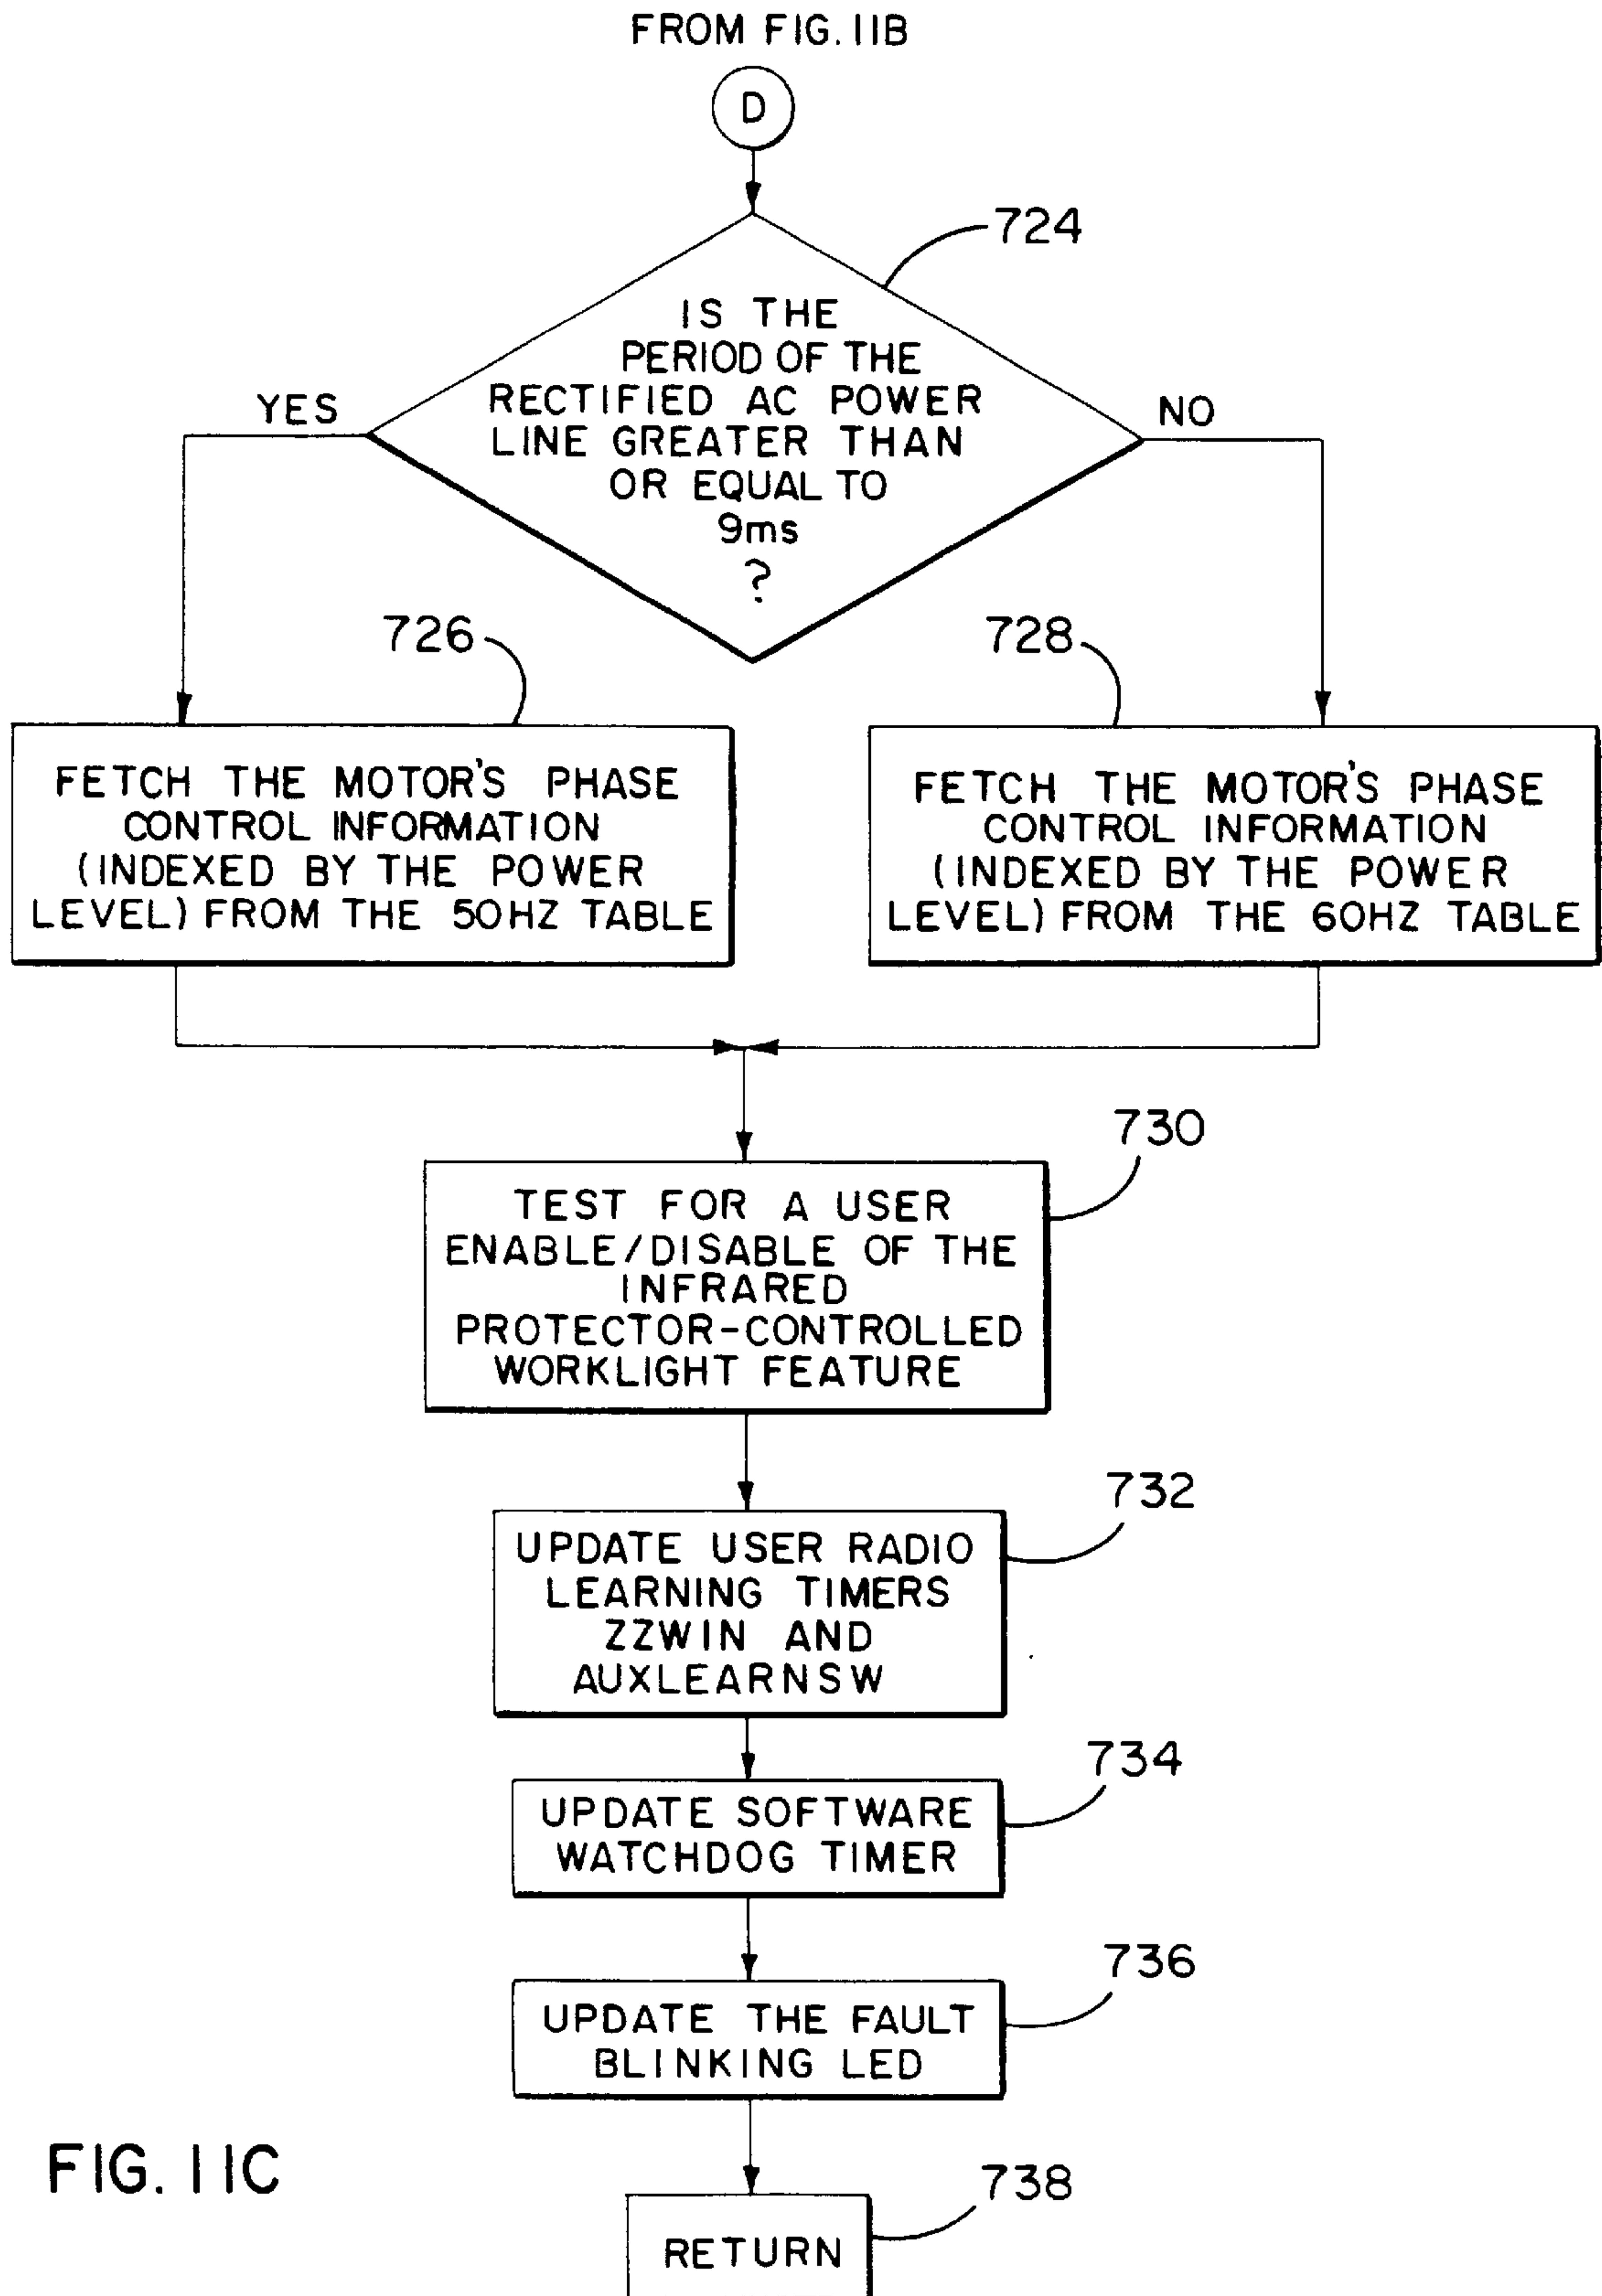 FROM FIG. 11B
D
724
IS THE
PERIOD OF THE
RECTIFIED AC POWER
LINE GREATER THAN
OR EQUAL TO
9ms
?
YES
NO
726
728
FETCH THE MOTOR'S PHASE
CONTROL INFORMATION
(INDEXED BY THE POWER
LEVEL) FROM THE 50HZ TABLE
FETCH THE MOTOR'S PHASE
CONTROL INFORMATION
(INDEXED BY THE POWER
LEVEL) FROM THE 60HZ TABLE
730
TEST FOR A USER
ENABLE/DISABLE OF THE
INFRARED
PROTECTOR-CONTROLLED
WORKLIGHT FEATURE
732
UPDATE USER RADIO
LEARNING TIMERS
ZZWIN AND
AUXLEARNSW
734
UPDATE SOFTWARE
WATCHDOG TIMER
736
UPDATE THE FAULT
BLINKING LED
FIG. 11C
738
RETURN